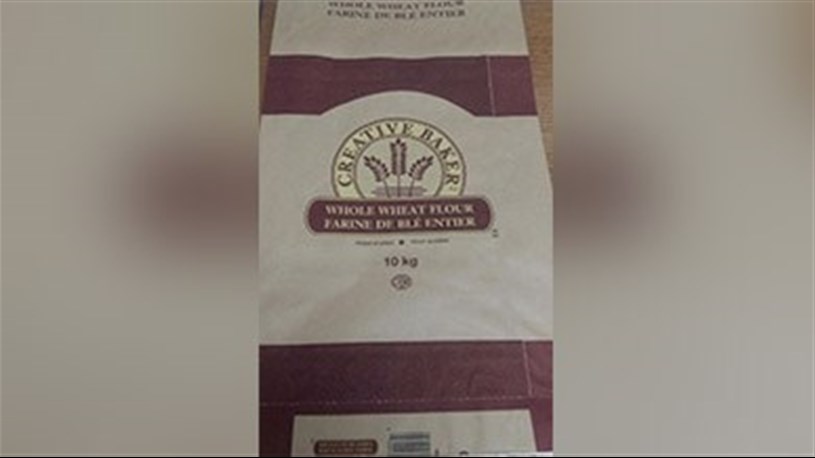 WHOLE WHEAT FLOUR
FARINE DE BLÉ ENTIER
CREATIVE BAKER
WHOLE WHEAT FLOUR
FARINE DE BLÉ ENTIER
10 kg